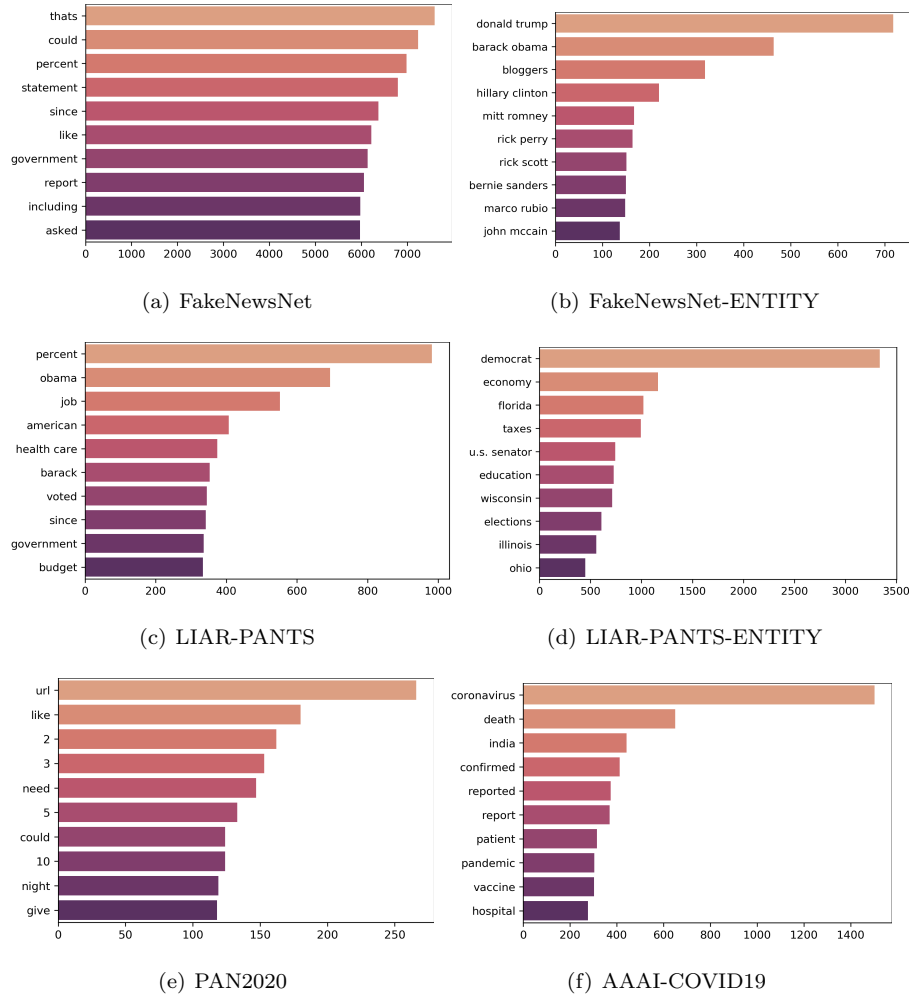 thats
could
percent
statement
since
like
government
report
including
asked
0 1000 2000 3000 4000 5000 6000 7000
(a) FakeNewsNet
donald trump
barack obama
bloggers
hillary clinton
mitt romney
rick perry
rick scott
bernie sanders
marco rubio
john mccain
0 100 200 300 400 500 600 700
(b) FakeNewsNet-ENTITY
percent
obama
job
american
health care
barack
voted
since
government
budget
0 200 400 600 800 1000
(c) LIAR-PANTS
democrat
economy
florida
taxes
u.s. senator
education
wisconsin
elections
illinois
ohio
0 500 1000 1500 2000 2500 3000 3500
(d) LIAR-PANTS-ENTITY
url
like
2
3
need
5
could
10
night
give
0 50 100 150 200 250
(e) PAN2020
coronavirus
death
india
confirmed
reported
report
patient
pandemic
vaccine
hospital
0 200 400 600 800 1000 1200 1400
(f) AAAI-COVID19